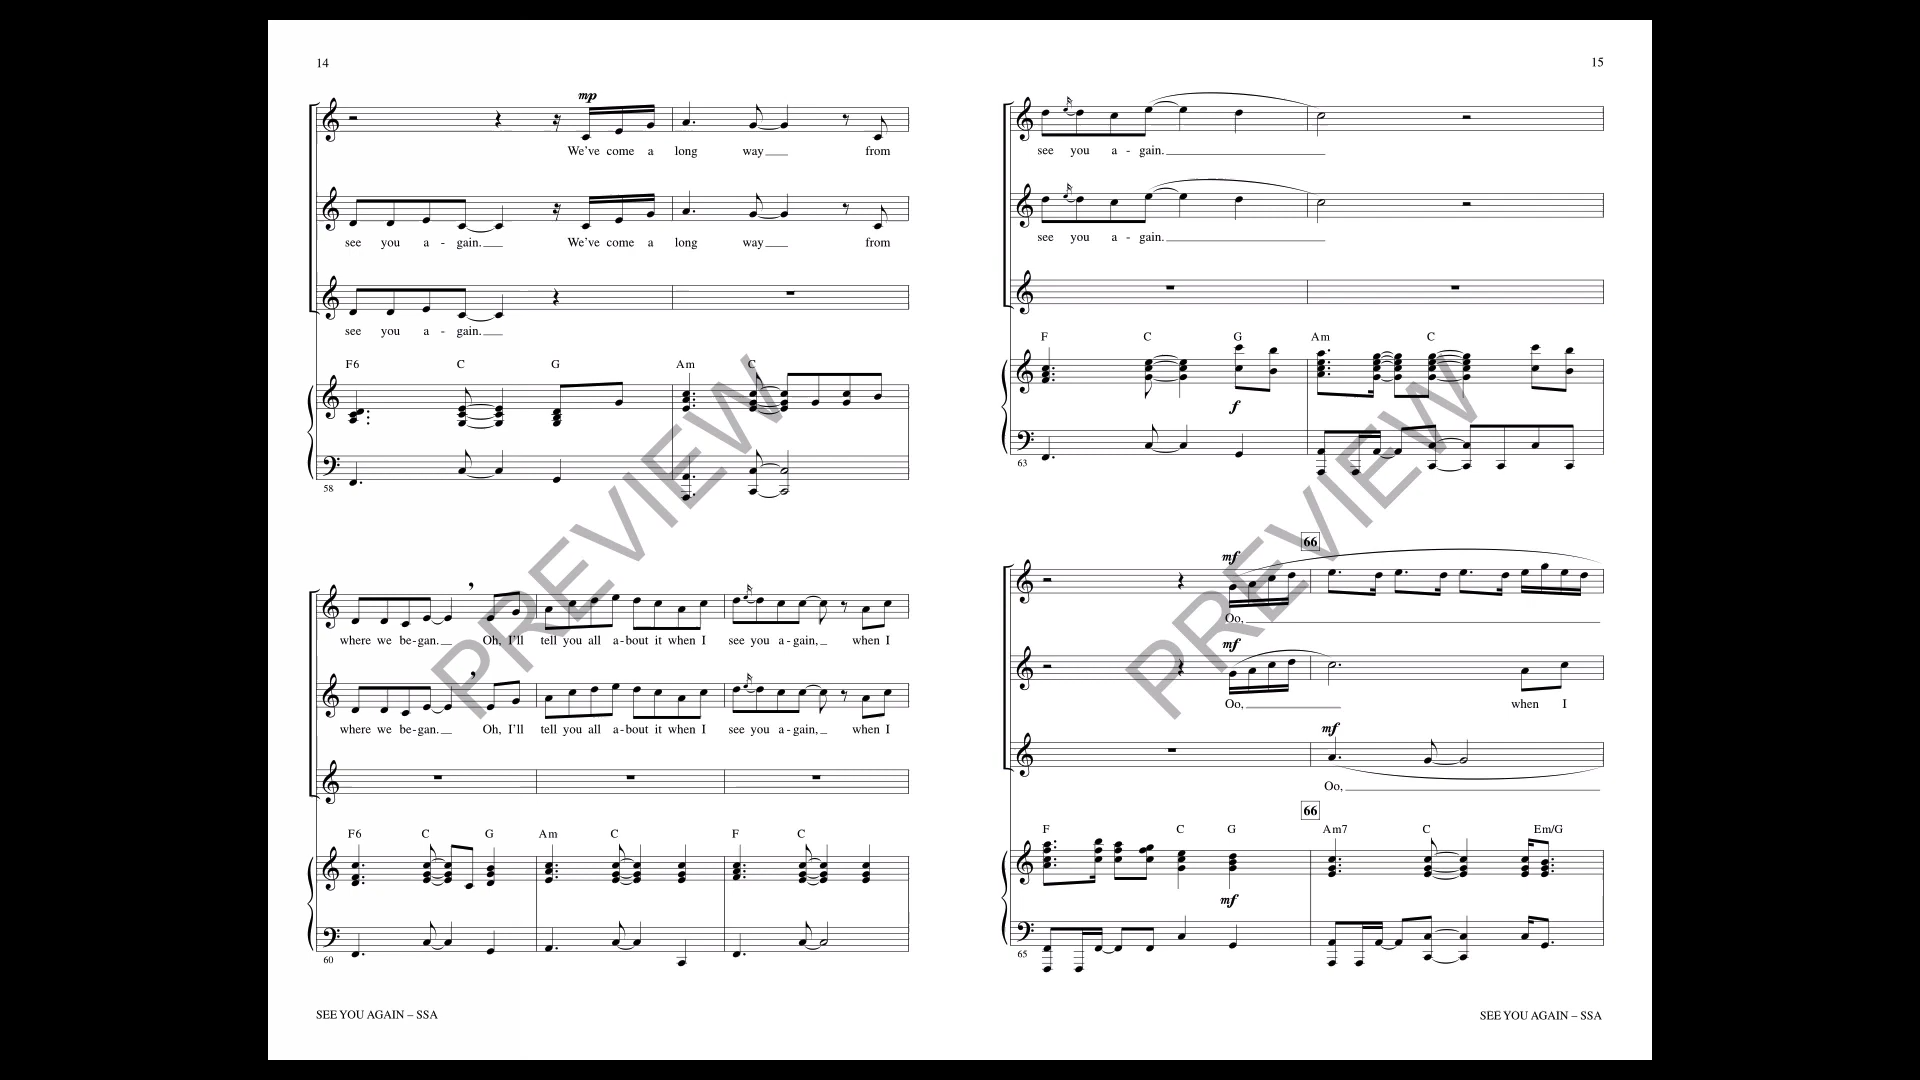 14
mp
We've come a long way from
see you a - gain. We've come a long way from
see you a - gain.
F6 C G Am C
58
where we be-gan. Oh, I'll tell you all a-bout it when I see you a-gain, when I
where we be-gan. Oh, I'll tell you all a-bout it when I see you a-gain, when I
F6 C G Am C F C
60
SEE YOU AGAIN – SSA
PREVIEW
15
see you a - gain.
see you a - gain.
F C G Am C
f
63
66
mf
Oo,
mf
Oo, when I
mf
Oo,
66
F C G Am7 C Em/G
mf
65
SEE YOU AGAIN – SSA
PREVIEW